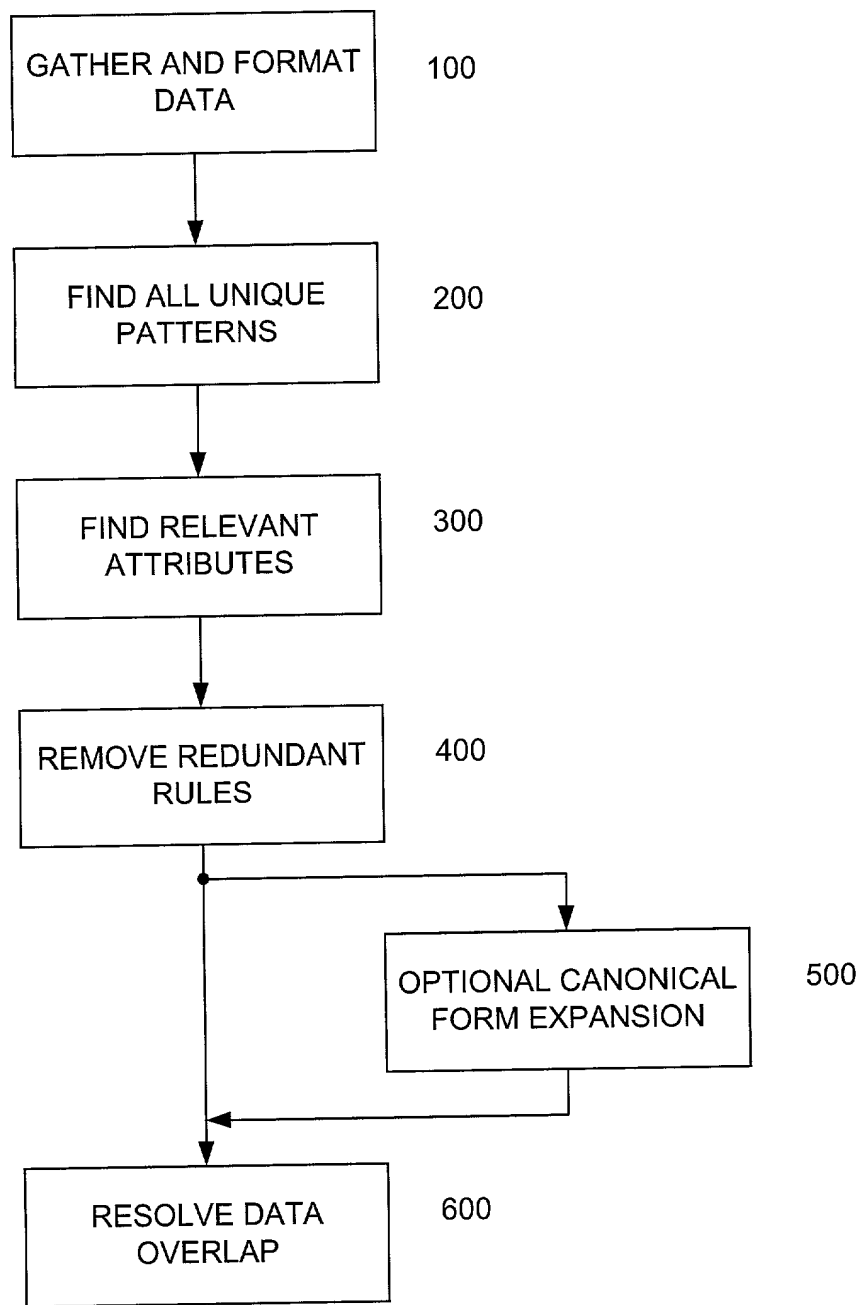 GATHER AND FORMAT
DATA
100
FIND ALL UNIQUE
PATTERNS
200
FIND RELEVANT
ATTRIBUTES
300
REMOVE REDUNDANT
RULES
400
OPTIONAL CANONICAL
FORM EXPANSION
500
RESOLVE DATA
OVERLAP
600